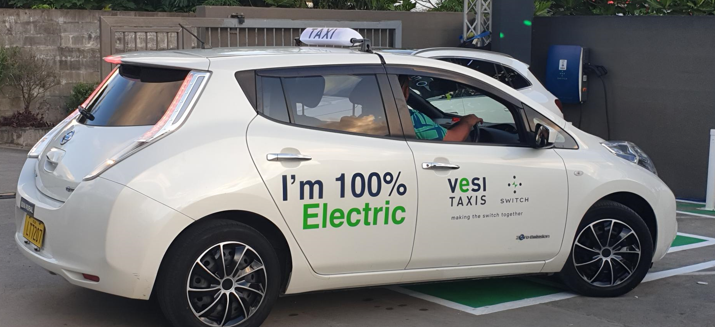 TAXI
I'm 100%
Electric
vesi
TAXIS
SWITCH
making the switch together